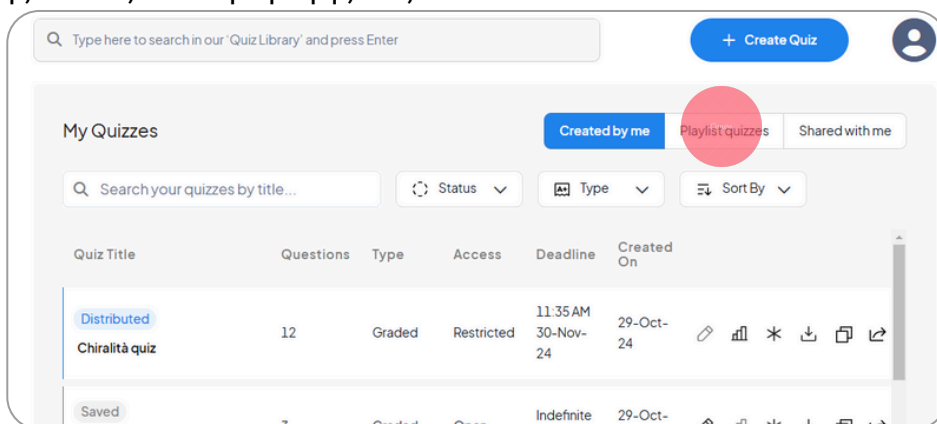 Type here to search in our 'Quiz Library' and press Enter
+ Create Quiz
My Quizzes
Created by me
Playlist quizzes
Shared with me
Search your quizzes by title...
Status
Type
Sort By
Quiz Title Questions Type Access Deadline Created On
Distributed
Chiralità quiz
12 Graded Restricted 11:35 AM 30-Nov-24 29-Oct-24
Saved
Indefinite 29-Oct-